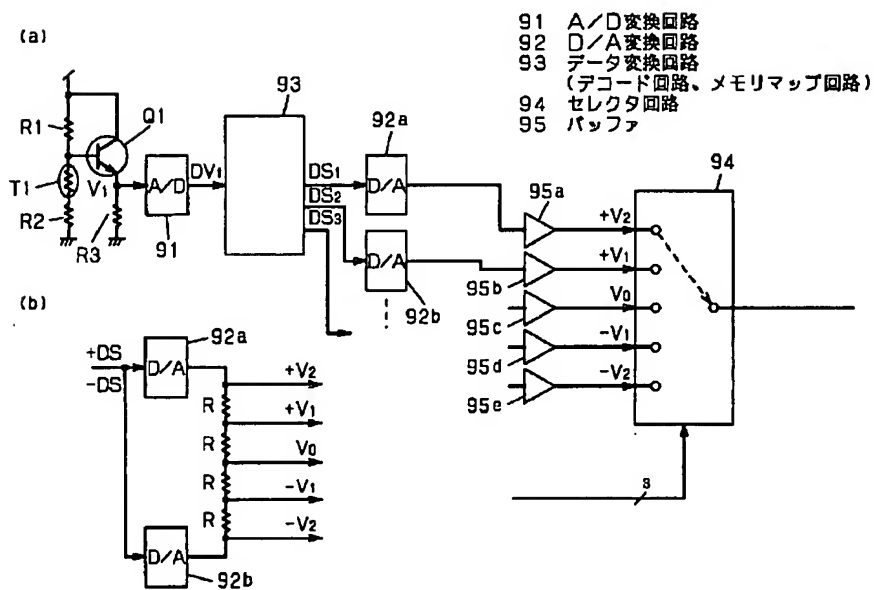 (a)
91 A/D変換回路
92 D/A変換回路
93 データ変換回路
(デコード回路、メモリマップ回路)
94 セレクタ回路
95 バッファ
R1
Q1
T1
V1
R2
R3
A/D
91
DV1
93
DS1
DS2
DS3
92a
D/A
D/A
92b
95a
95b
95c
95d
95e
94
+V2
+V1
V0
-V1
-V2
3
(b)
92a
+DS
-DS
D/A
R
R
R
R
+V2
+V1
V0
-V1
-V2
D/A
92b